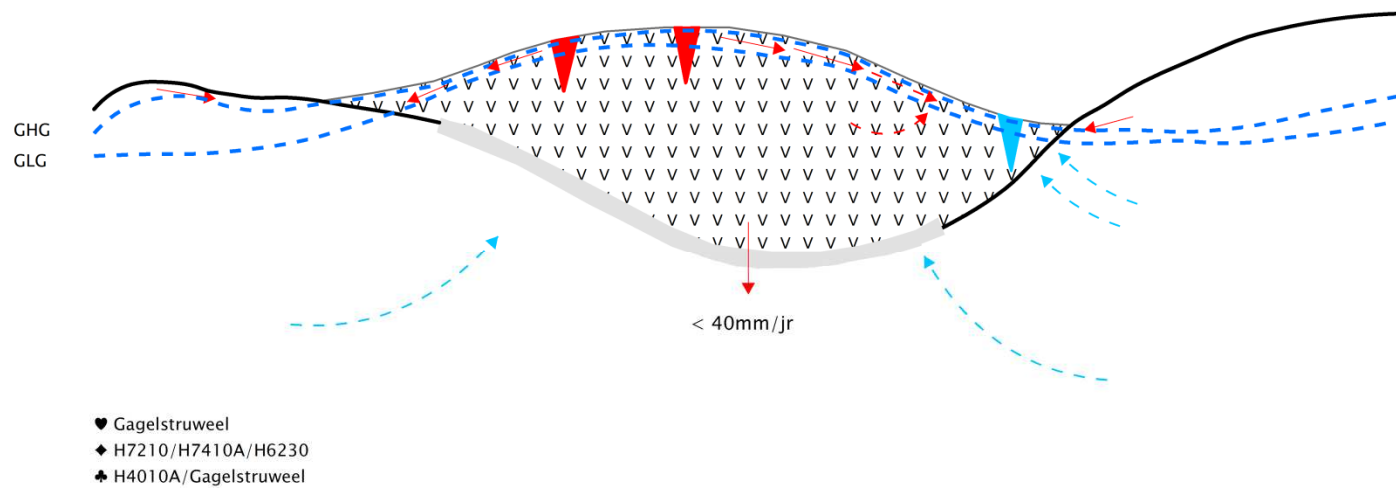 GHG
GLG
< 40mm/jr
♥ Gagelstruweel
♦ H7210/H7410A/H6230
♣ H4010A/Gagelstruweel